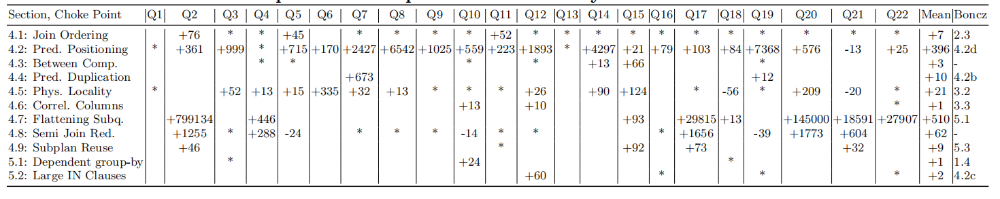 Section, Choke Point |Q1| Q2 | Q3 | Q4 | Q5 | Q6 | Q7 | Q8 | Q9 | Q10 |Q11 | Q12 |Q13| Q14 | Q15 |Q16| Q17 |Q18| Q19 | Q20 | Q21 | Q22 |Mean|Boncz
4.1: Join Ordering | | +76 | * | * | +45 | | * | * | * | * |+52| * | * | * | * | * | * | * | * | * | * | * | +7 |2.3
4.2: Pred. Positioning | * | +361 |+999| * |+715|+170|+2427|+6542|+1025|+559|+223|+1893| * |+4297| +21 |+79| +103 |+84|+7368| +576 | -13 | +25 |+396|4.2d
4.3: Between Comp. | | | | * | * | | | | | * | | * | | +13 | +66 | | | | * | | | | +3 |-
4.4: Pred. Duplication | | | | | | |+673| | | | | | | | | | | | +12 | | | | +10 |4.2b
4.5: Phys. Locality | * | | +52 | +13 | +15 |+335| +32 | +13 | * | * | * | +26 | | +90 |+124| | * | -56 | * | +209 | -20 | * | +21 |3.2
4.6: Correl. Columns | | | | | | | | | |+13| | +10 | | | | | | | | | | * | +1 |3.3
4.7: Flattening Subq. | |+799134| |+446| | | | | | | | | | | +93 | |+29815|+13| |+145000|+18591|+27907|+510|5.1
4.8: Semi Join Red. | | +1255 | * |+288| -24 | | * | * | * | -14 | * | * | | | | * |+1656| | -39 | +1773 | +604 | | +62 |-
4.9: Subplan Reuse | | +46 | | | | | | | | | * | | | | +92 | | +73 | | | | +32 | | +9 |5.3
5.1: Dependent group-by| | | * | | | | | | |+24| | | | | | | | * | | | | | +1 |1.4
5.2: Large IN Clauses | | | | | | | | | | | | +60 | | | | * | | | * | | | * | +2 |4.2c